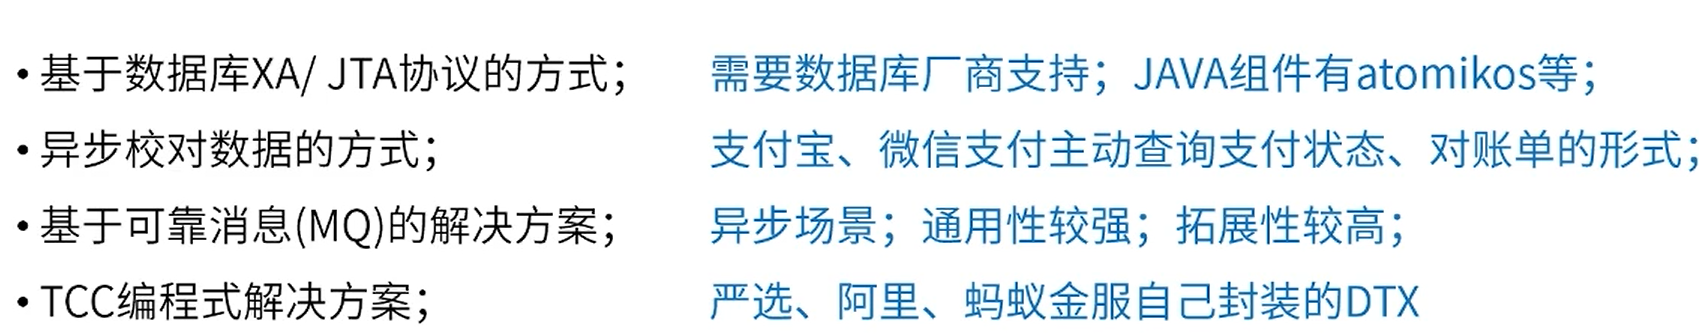 • 基于数据库XA/ JTA协议的方式； 需要数据库厂商支持；JAVA组件有atomikos等；
• 异步校对数据的方式； 支付宝、微信支付主动查询支付状态、对账单的形式；
• 基于可靠消息(MQ)的解决方案； 异步场景；通用性较强；拓展性较高；
• TCC编程式解决方案； 严选、阿里、蚂蚁金服自己封装的DTX